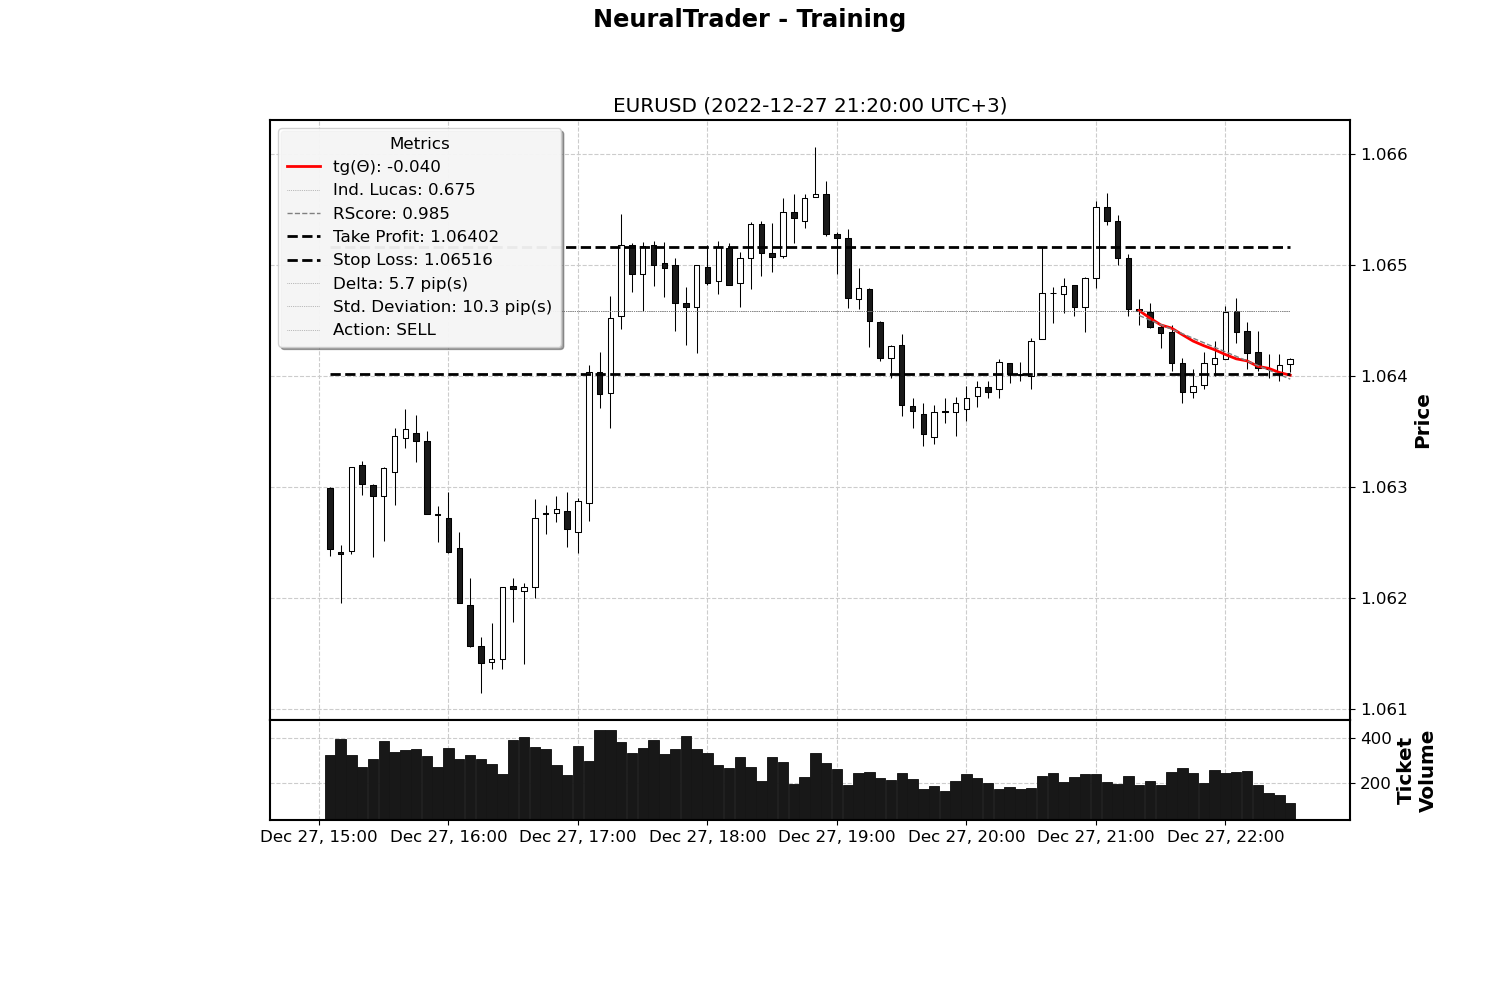 NeuralTrader - Training
EURUSD (2022-12-27 21:20:00 UTC+3)
Metrics
tg(Θ): -0.040
Ind. Lucas: 0.675
RScore: 0.985
Take Profit: 1.06402
Stop Loss: 1.06516
Delta: 5.7 pip(s)
Std. Deviation: 10.3 pip(s)
Action: SELL
1.066
1.065
1.064
1.063
1.062
1.061
Price
400
200
Ticket
Volume
Dec 27, 15:00
Dec 27, 16:00
Dec 27, 17:00
Dec 27, 18:00
Dec 27, 19:00
Dec 27, 20:00
Dec 27, 21:00
Dec 27, 22:00